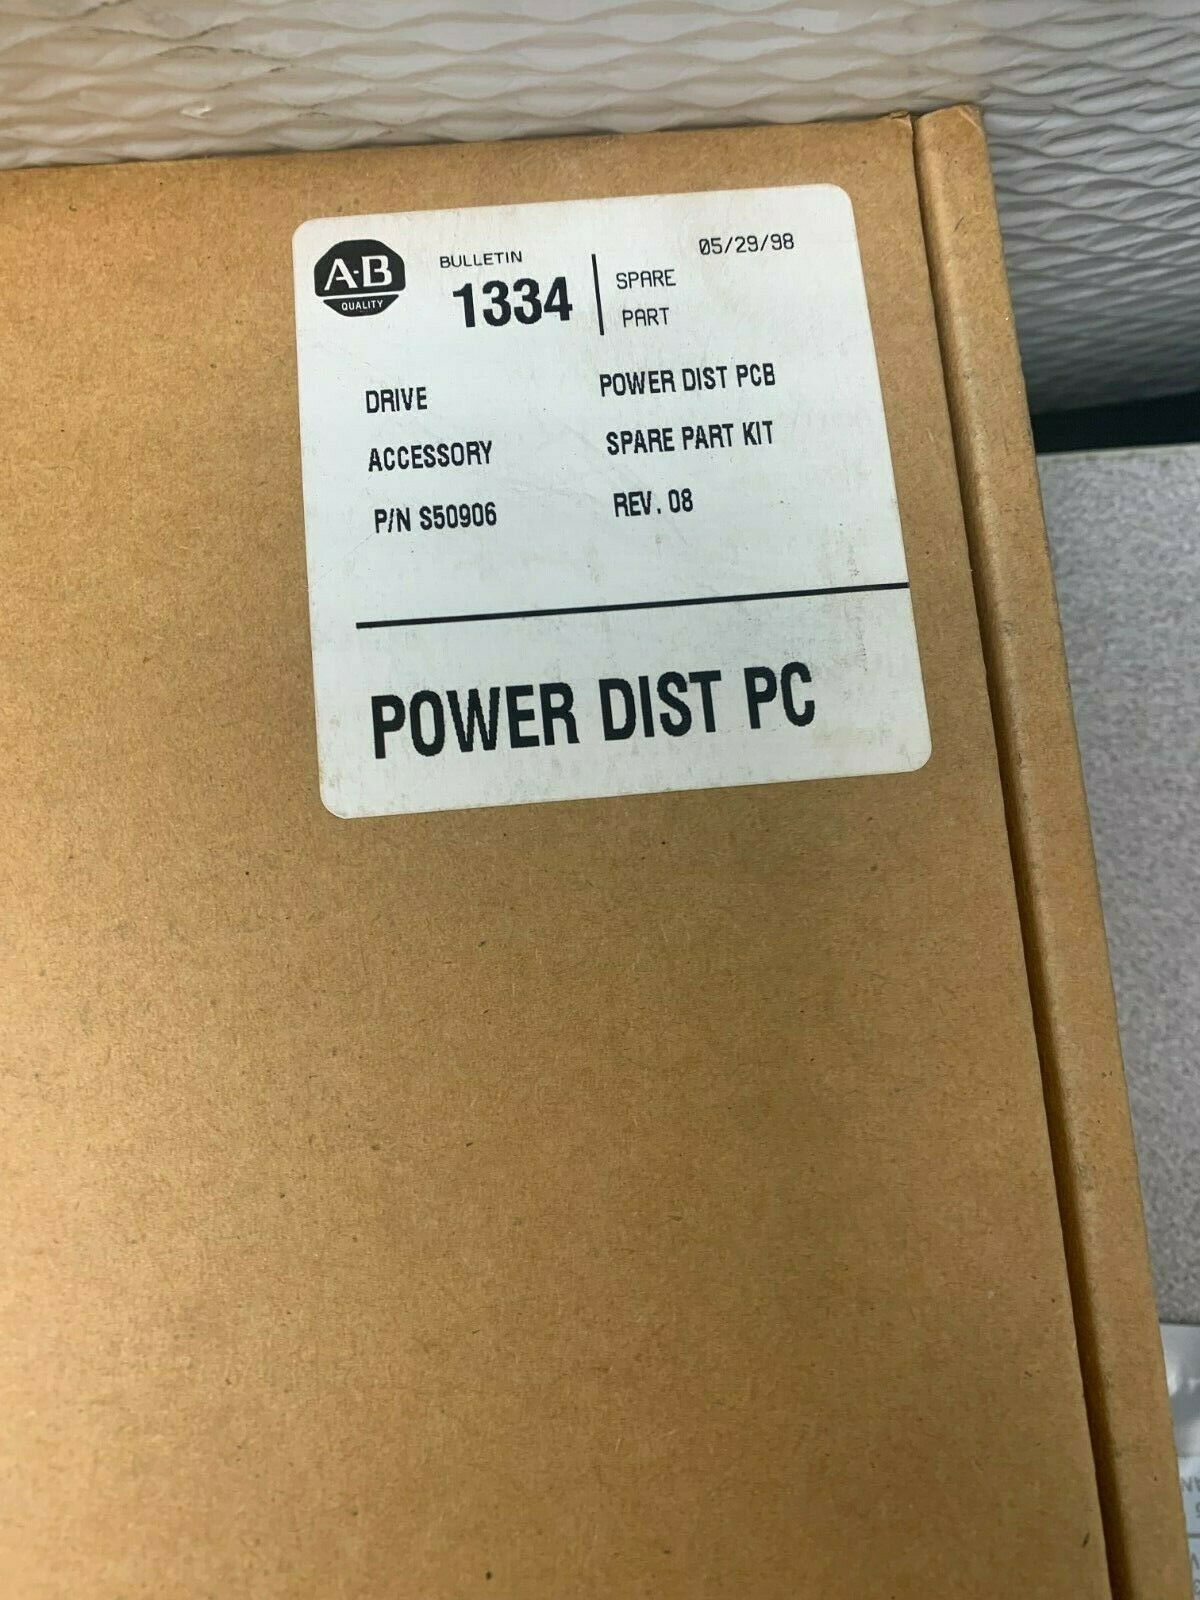 A·B
QUALITY
BULLETIN
1334
SPARE
PART
05/29/98
DRIVE
POWER DIST PCB
ACCESSORY
SPARE PART KIT
P/N S50906
REV. 08
POWER DIST PC